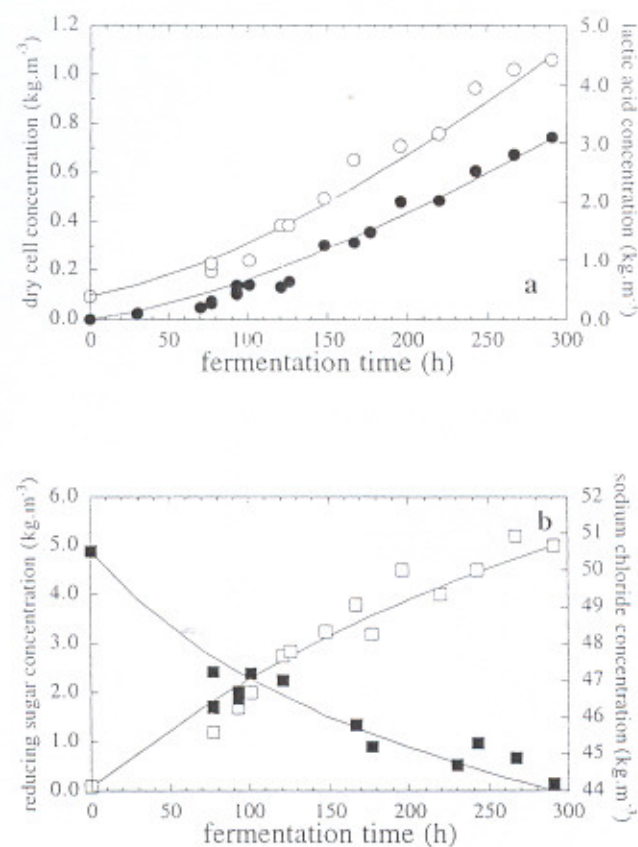 1.2
1.0
0.8
0.6
0.4
0.2
0.0
dry cell concentration (kg.m⁻³)
5.0
4.0
3.0
2.0
1.0
0.0
lactic acid concentration (kg.m⁻³)
a
0 50 100 150 200 250 300
fermentation time (h)
6.0
5.0
4.0
3.0
2.0
1.0
0.0
reducing sugar concentration (kg.m⁻³)
52
51
50
49
48
47
46
45
44
sodium chloride concentration (kg.m⁻³)
b
0 50 100 150 200 250 300
fermentation time (h)